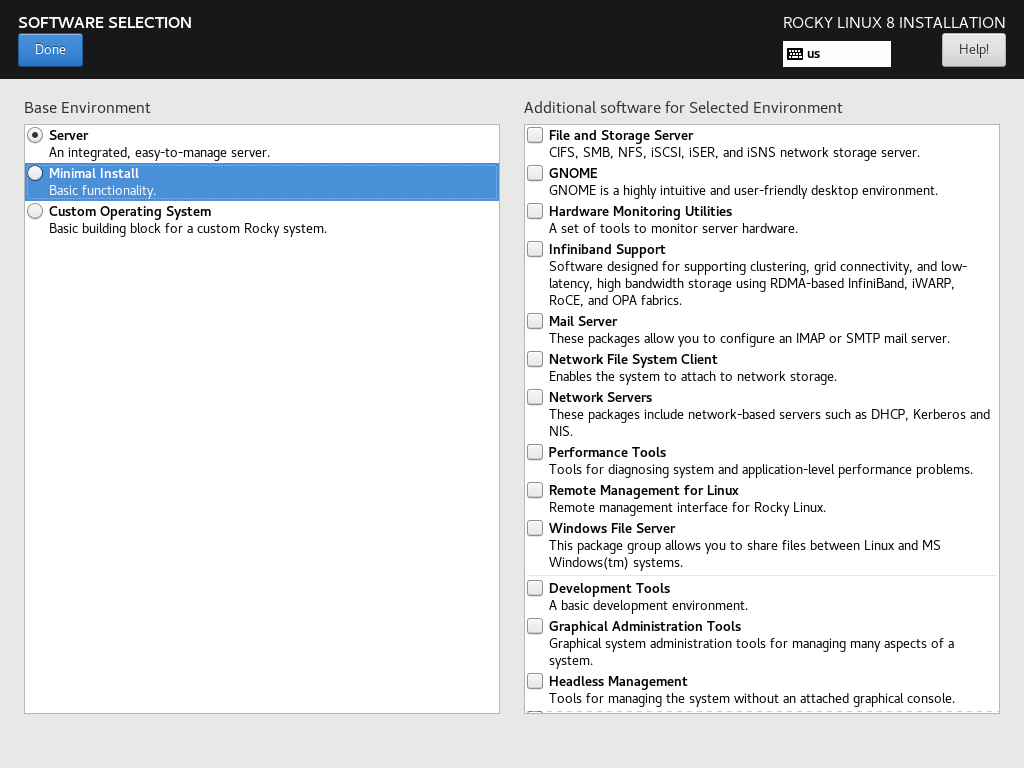 SOFTWARE SELECTION
ROCKY LINUX 8 INSTALLATION
Done
us
Help!
Base Environment
Server
An integrated, easy-to-manage server.
Minimal Install
Basic functionality.
Custom Operating System
Basic building block for a custom Rocky system.
Additional software for Selected Environment
File and Storage Server
CIFS, SMB, NFS, iSCSI, iSER, and iSNS network storage server.
GNOME
GNOME is a highly intuitive and user-friendly desktop environment.
Hardware Monitoring Utilities
A set of tools to monitor server hardware.
Infiniband Support
Software designed for supporting clustering, grid connectivity, and low-
latency, high bandwidth storage using RDMA-based InfiniBand, iWARP,
RoCE, and OPA fabrics.
Mail Server
These packages allow you to configure an IMAP or SMTP mail server.
Network File System Client
Enables the system to attach to network storage.
Network Servers
These packages include network-based servers such as DHCP, Kerberos and
NIS.
Performance Tools
Tools for diagnosing system and application-level performance problems.
Remote Management for Linux
Remote management interface for Rocky Linux.
Windows File Server
This package group allows you to share files between Linux and MS
Windows(tm) systems.
Development Tools
A basic development environment.
Graphical Administration Tools
Graphical system administration tools for managing many aspects of a
system.
Headless Management
Tools for managing the system without an attached graphical console.